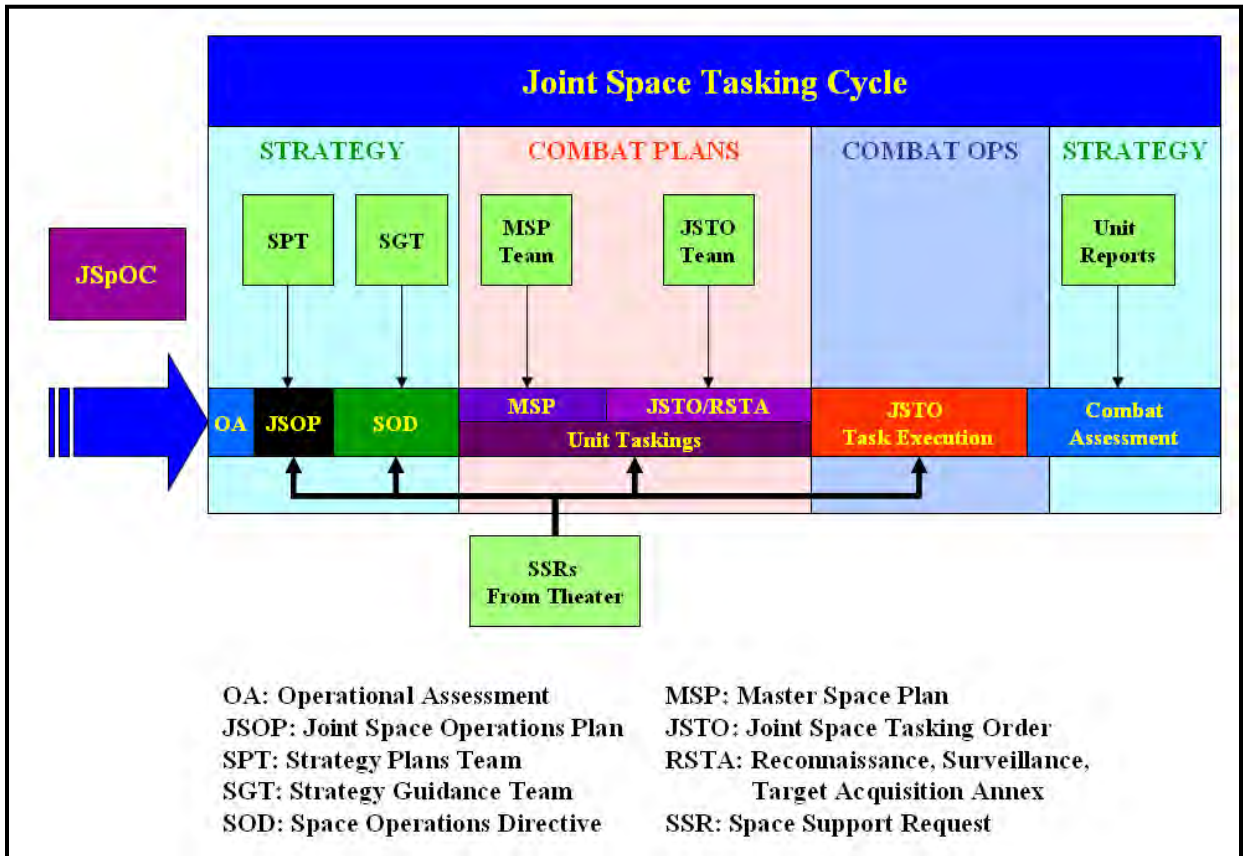 Joint Space Tasking Cycle
STRATEGY
COMBAT PLANS
COMBAT OPS
STRATEGY
JSpOC
SPT
SGT
MSP
Team
JSTO
Team
Unit
Reports
OA
JSOP
SOD
MSP
JSTO/RSTA
Unit Taskings
JSTO
Task Execution
Combat
Assessment
SSRs
From Theater
OA: Operational Assessment
JSOP: Joint Space Operations Plan
SPT: Strategy Plans Team
SGT: Strategy Guidance Team
SOD: Space Operations Directive
MSP: Master Space Plan
JSTO: Joint Space Tasking Order
RSTA: Reconnaissance, Surveillance,
Target Acquisition Annex
SSR: Space Support Request